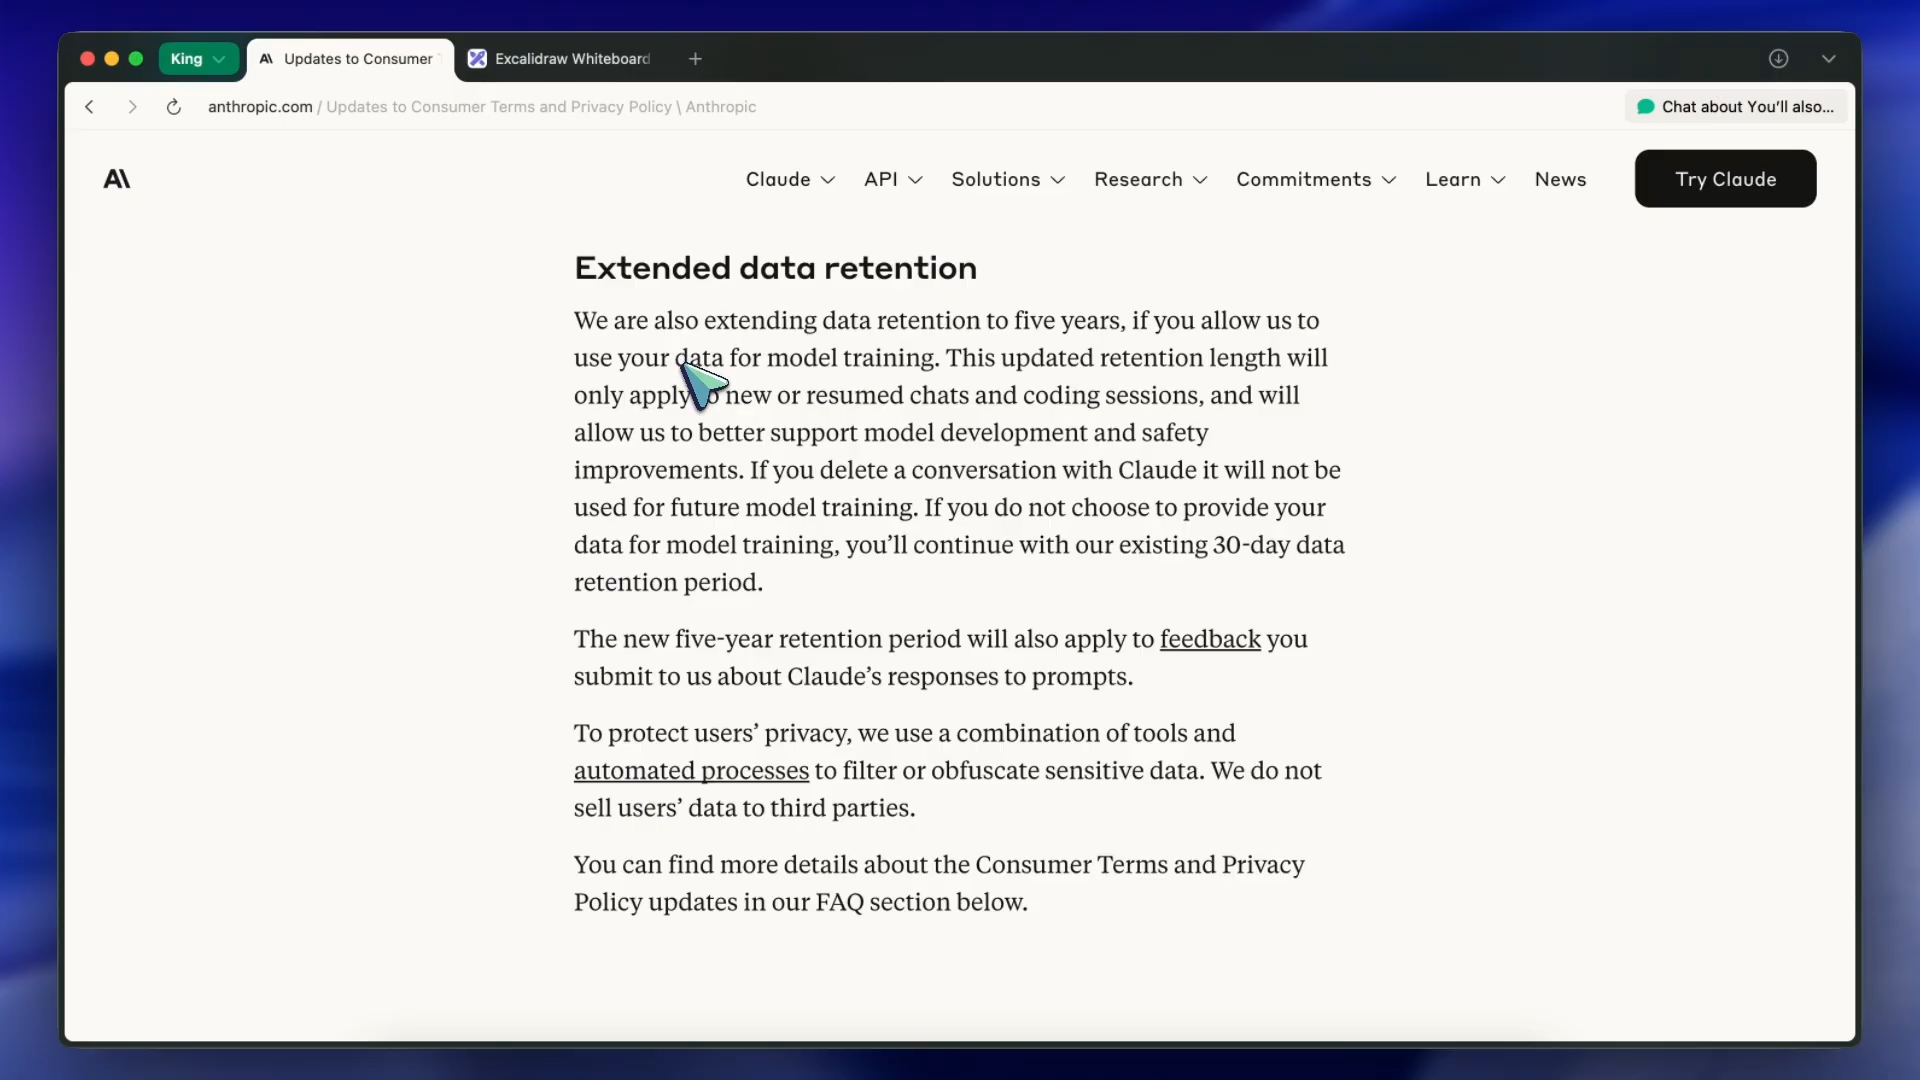 King
Updates to Consumer
Excalidraw Whiteboard
anthropic.com / Updates to Consumer Terms and Privacy Policy \ Anthropic
Chat about You'll also...
A\
Claude
API
Solutions
Research
Commitments
Learn
News
Try Claude
Extended data retention
We are also extending data retention to five years, if you allow us to
use your data for model training. This updated retention length will
only apply to new or resumed chats and coding sessions, and will
allow us to better support model development and safety
improvements. If you delete a conversation with Claude it will not be
used for future model training. If you do not choose to provide your
data for model training, you’ll continue with our existing 30-day data
retention period.
The new five-year retention period will also apply to feedback you
submit to us about Claude’s responses to prompts.
To protect users’ privacy, we use a combination of tools and
automated processes to filter or obfuscate sensitive data. We do not
sell users’ data to third parties.
You can find more details about the Consumer Terms and Privacy
Policy updates in our FAQ section below.